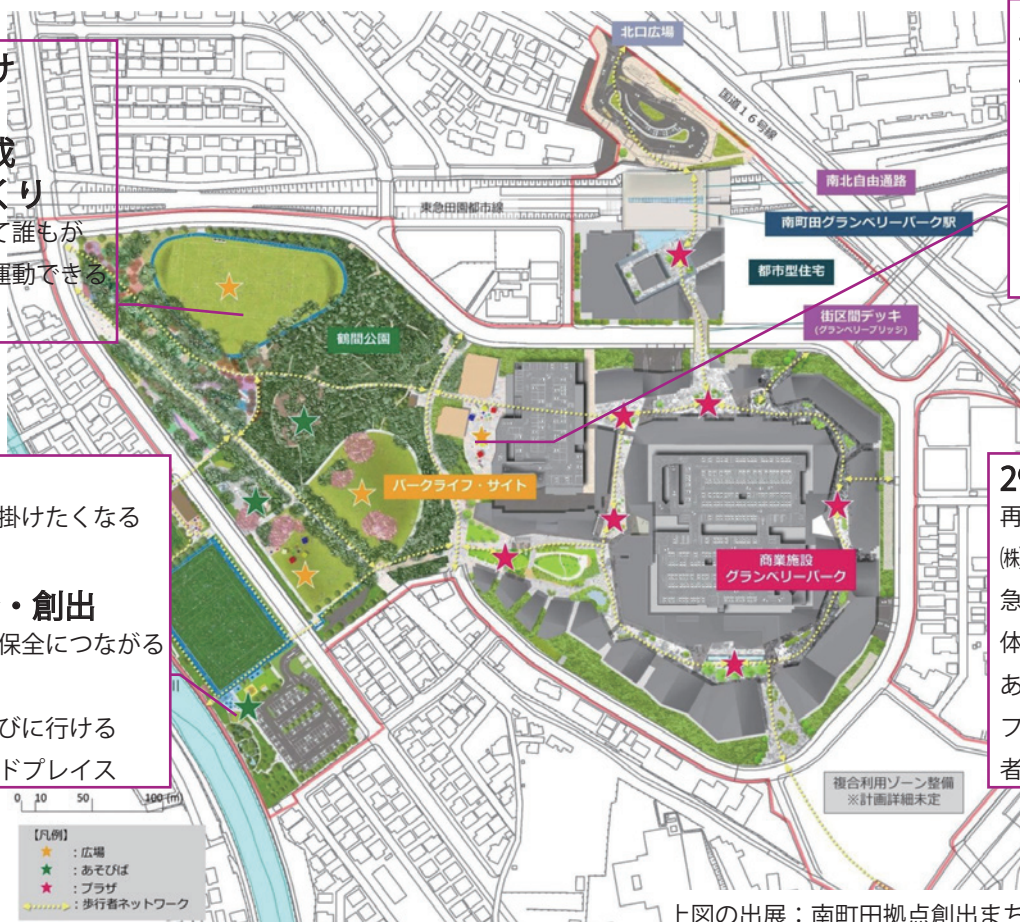 け
成
くり
て誰もが
運動できる
掛けたくなる
・創出
保全につながる
びに行ける
ドプレイス
北口広場
国道16号線
南北自由通路
東急田園都市線
南町田グランベリーパーク駅
都市型住宅
街区間デッキ
(グランベリーブリッジ)
鶴間公園
パークライフ・サイト
商業施設
グランベリーパーク
再
㈱
急
体
あ
フ
者
複合利用ゾーン整備
※計画詳細未定
0 10 50 100 (m)
【凡例】
★ : 広場
★ : あそびば
★ : プラザ
: 歩行者ネットワーク
上図の出展：南町田拠点創出まち